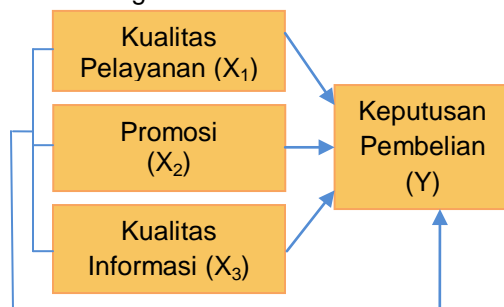 Kualitas
Pelayanan (X₁)
Promosi
(X₂)
Kualitas
Informasi (X₃)
Keputusan
Pembelian
(Y)